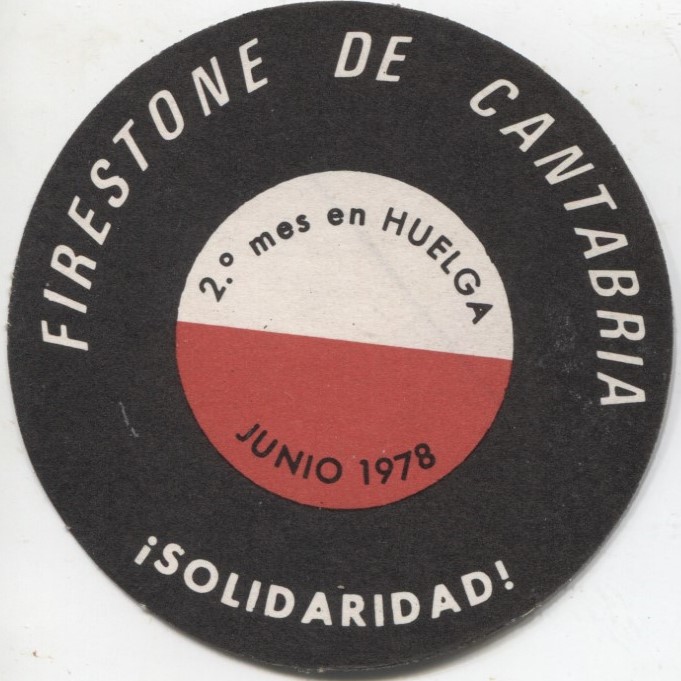 FIRESTONE DE CANTABRIA
2.º mes en HUELGA
JUNIO 1978
¡SOLIDARIDAD!